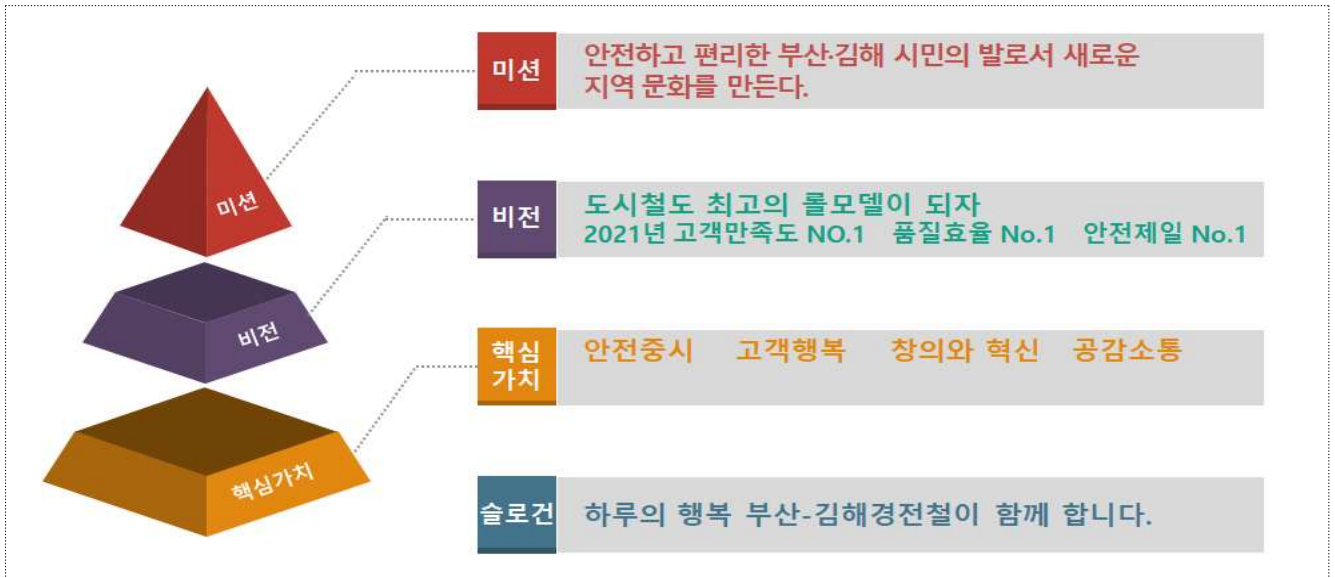 미션
안전하고 편리한 부산·김해 시민의 발로서 새로운
지역 문화를 만든다.
미션
비전
도시철도 최고의 롤모델이 되자
2021년 고객만족도 NO.1 품질효율 No.1 안전제일 No.1
비전
핵심
가치
안전중시 고객행복 창의와 혁신 공감소통
핵심가치
슬로건
하루의 행복 부산-김해경전철이 함께 합니다.